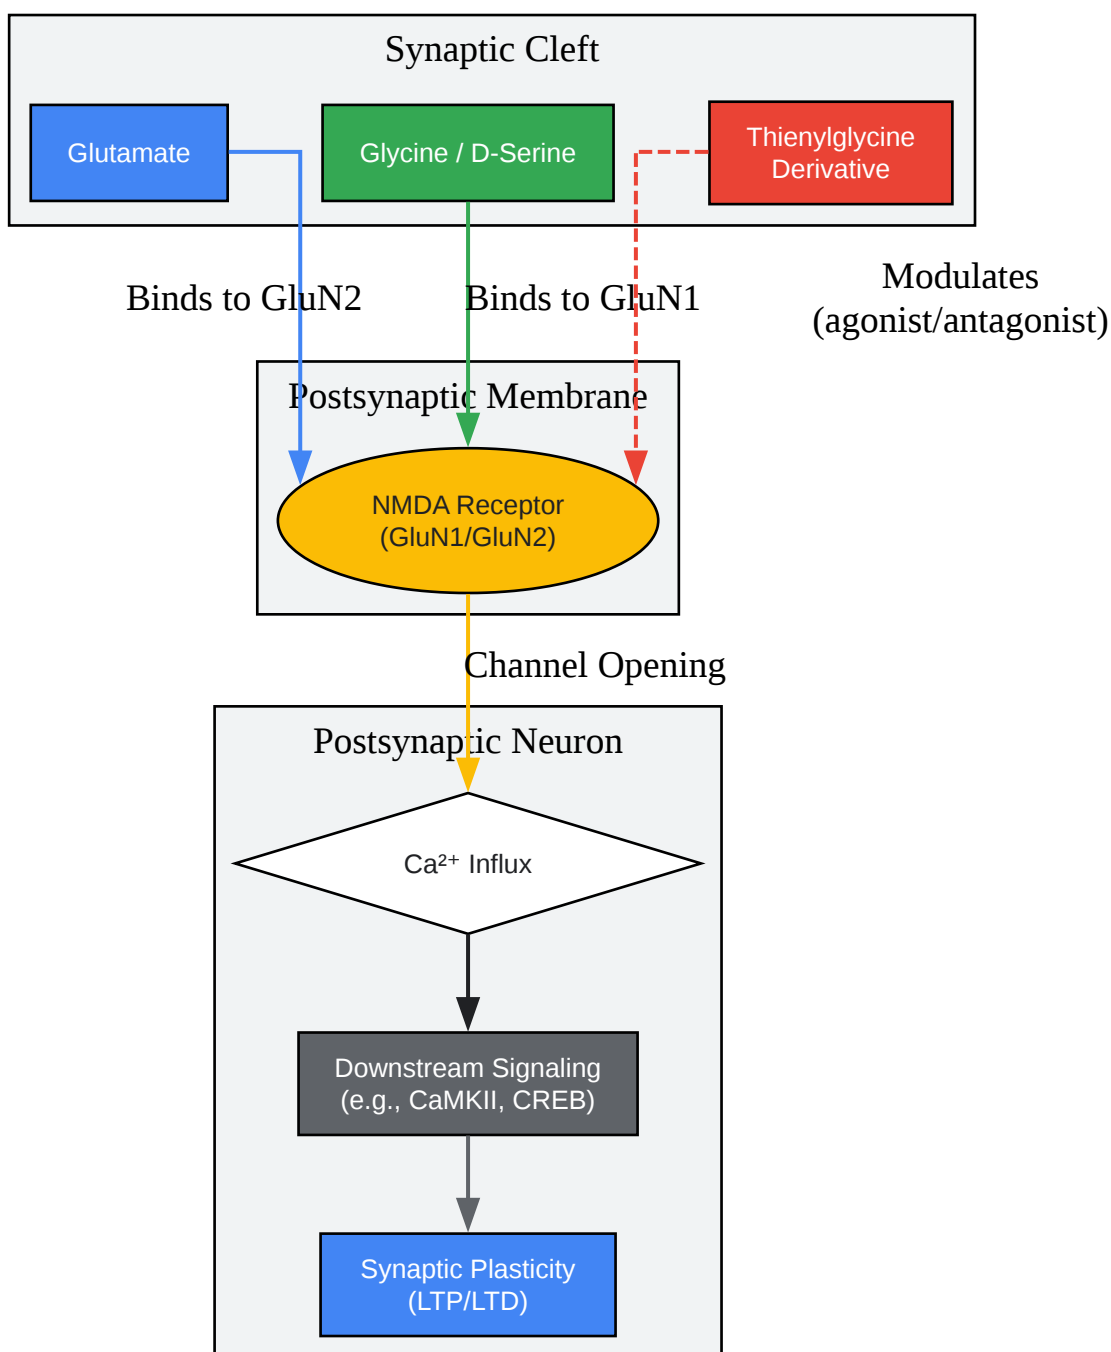 Synaptic Cleft
Glutamate
Glycine / D-Serine
Thienylglycine
Derivative
Binds to GluN2
Binds to GluN1
Modulates
(agonist/antagonist)
Postsynaptic Membrane
NMDA Receptor
(GluN1/GluN2)
Channel Opening
Postsynaptic Neuron
Ca²⁺ Influx
Downstream Signaling
(e.g., CaMKII, CREB)
Synaptic Plasticity
(LTP/LTD)